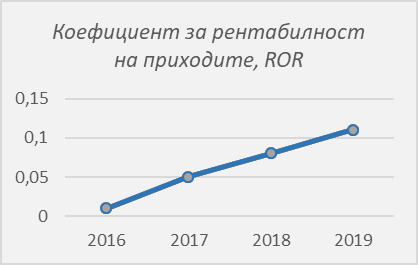 Коефициент за рентабилност
на приходите, ROR
0,15
0,1
0,05
0
2016 2017 2018 2019